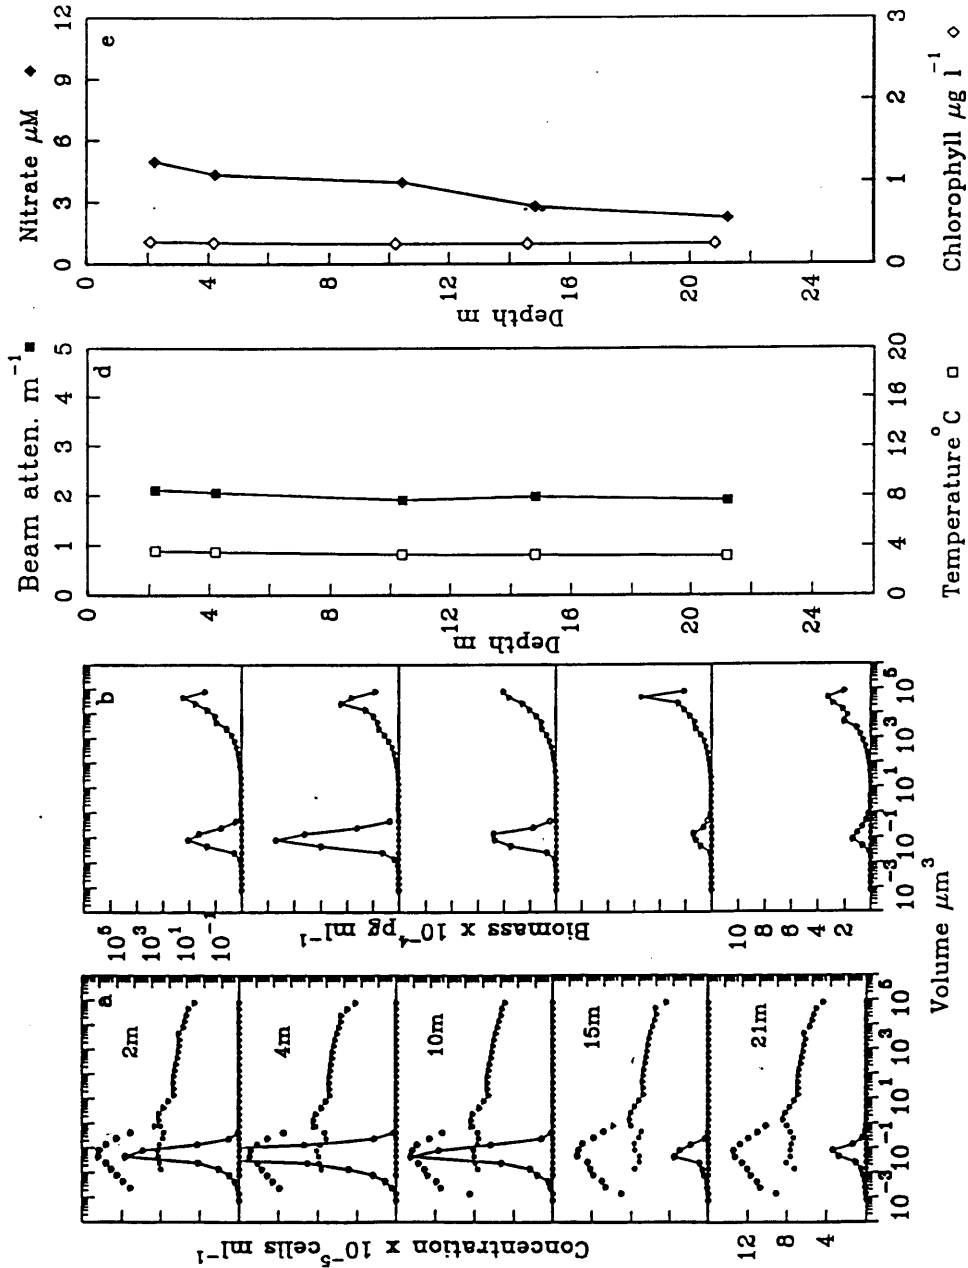 Nitrate μM ◆
0 3 6 9 12
e
0 4 8 12 16 20 24
Depth m
0 1 2 3
Chlorophyll μg l⁻¹ ◇
Beam atten. m⁻¹ ■
0 1 2 3 4 5
d
0 4 8 12 16 20 24
Depth m
0 4 8 12 16 20
Temperature °C □
b
10⁵
10³
10¹
10⁻¹
Biomass x 10⁻⁴ pg ml⁻¹
10
8
6
4
2
10⁻³ 10⁻¹ 10¹ 10³ 10⁵
a
2m
4m
10m
15m
21m
Concentration x 10⁻⁵ cells ml⁻¹
12
8
4
10⁻³ 10⁻¹ 10¹ 10³ 10⁵
Volume μm³